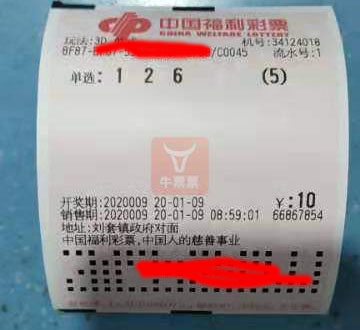 中国福利彩票
CHINA WELFARE LOTTERY
玩法:3D
机号:34124018
8F87- /C0045 流水号:1
单选: 1 2 6 (5)
牛票票
开奖期:2020009 20-01-09 ¥:10
销售期:2020009 20-01-09 08:59:01 66867854
地址:刘套镇政府对面
中国福利彩票,中国人的慈善事业